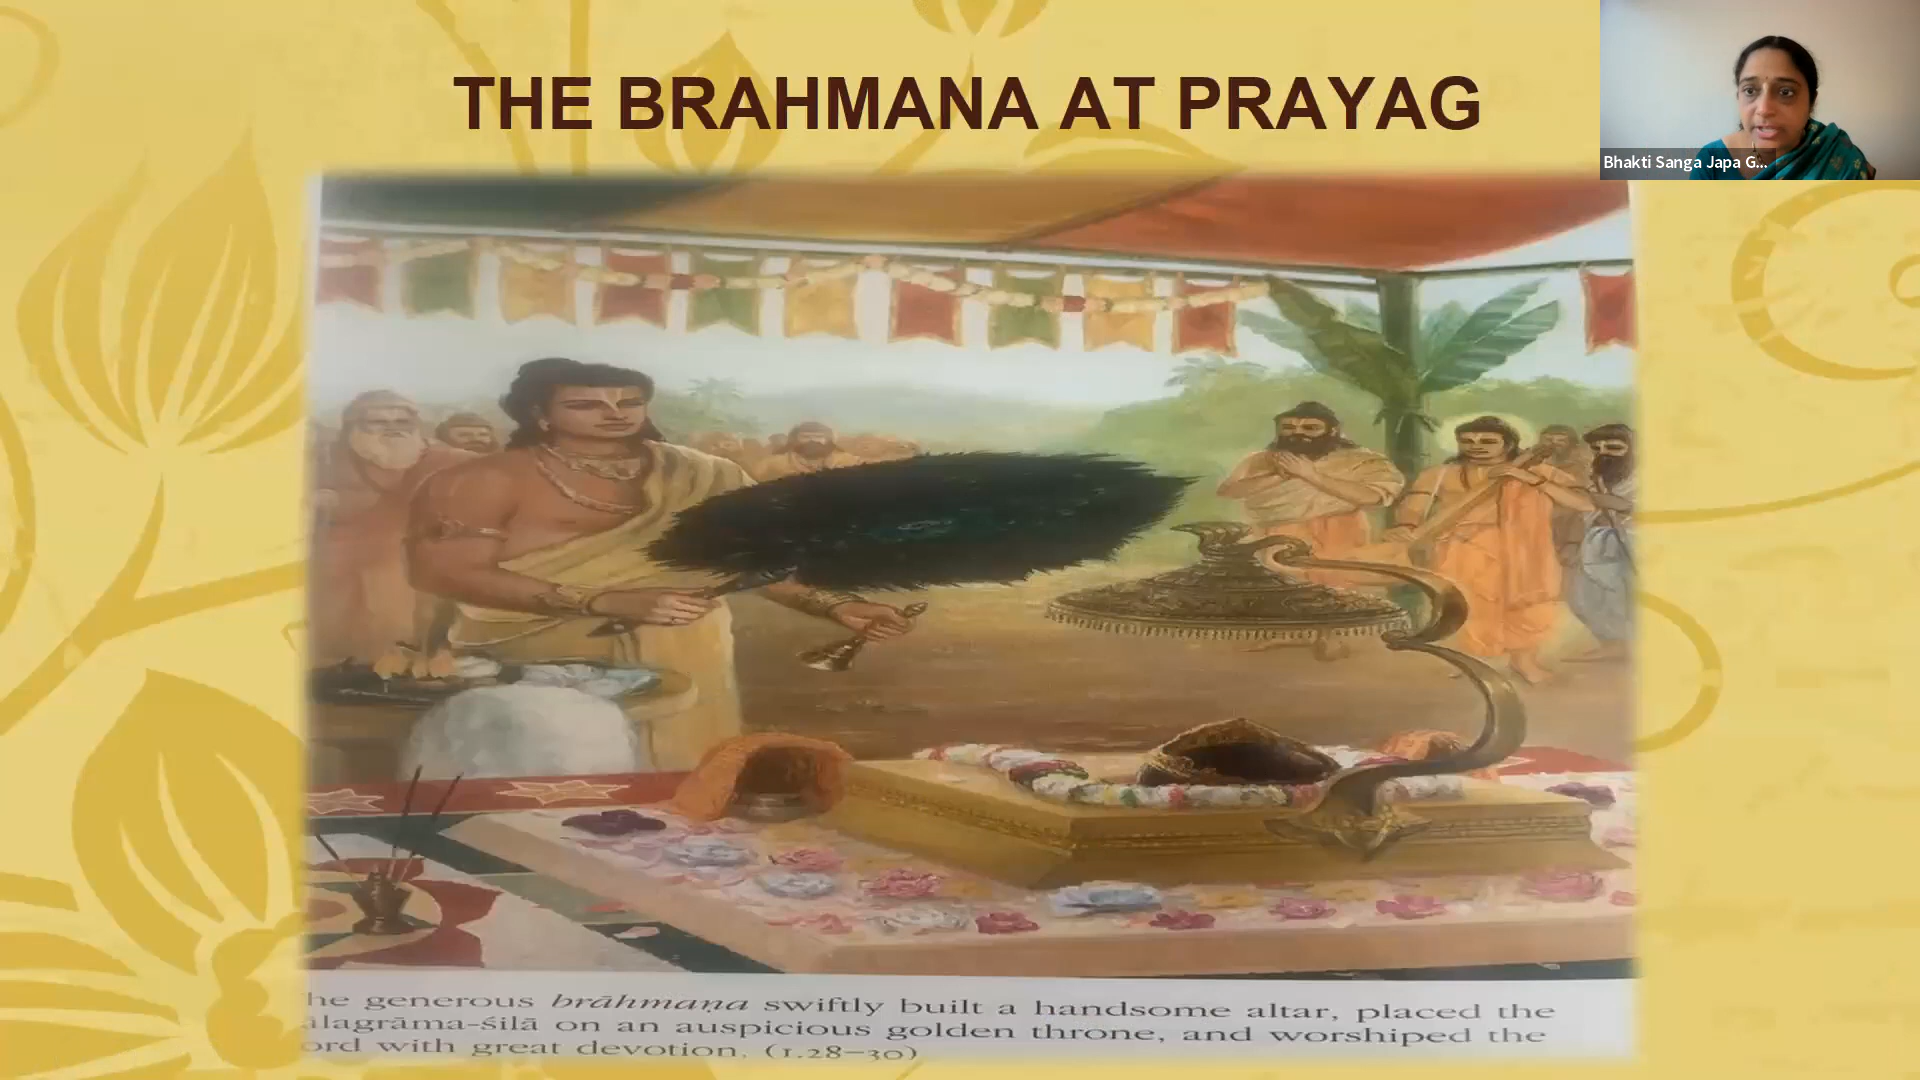 THE BRAHMANA AT PRAYAG
Bhakti Sanga Japa G...
he generous brāhmaṇa swiftly built a handsome altar, placed the
ālagrāma-śilā on an auspicious golden throne, and worshiped the
ord with great devotion. (1.28–30)